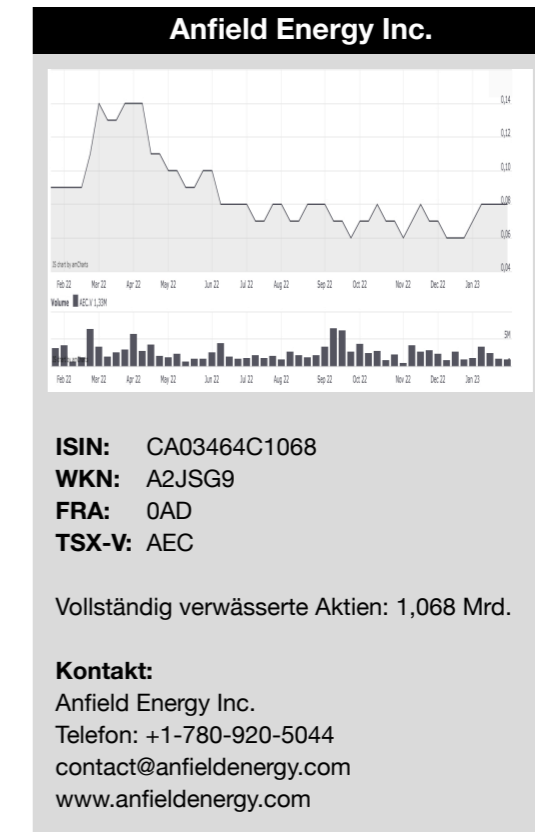 Anfield Energy Inc.
0,14
0,12
0,10
0,08
0,06
0,04
JS chart by amCharts
Feb 22 Mar 22 Apr 22 May 22 Jun 22 Jul 22 Aug 22 Sep 22 Oct 22 Nov 22 Dec 22 Jan 23
Volume AEC.V 1,33M
5M
Feb 22 Mar 22 Apr 22 May 22 Jun 22 Jul 22 Aug 22 Sep 22 Oct 22 Nov 22 Dec 22 Jan 23
ISIN: CA03464C1068
WKN: A2JSG9
FRA: 0AD
TSX-V: AEC
Vollständig verwässerte Aktien: 1,068 Mrd.
Kontakt:
Anfield Energy Inc.
Telefon: +1-780-920-5044
contact@anfieldenergy.com
www.anfieldenergy.com